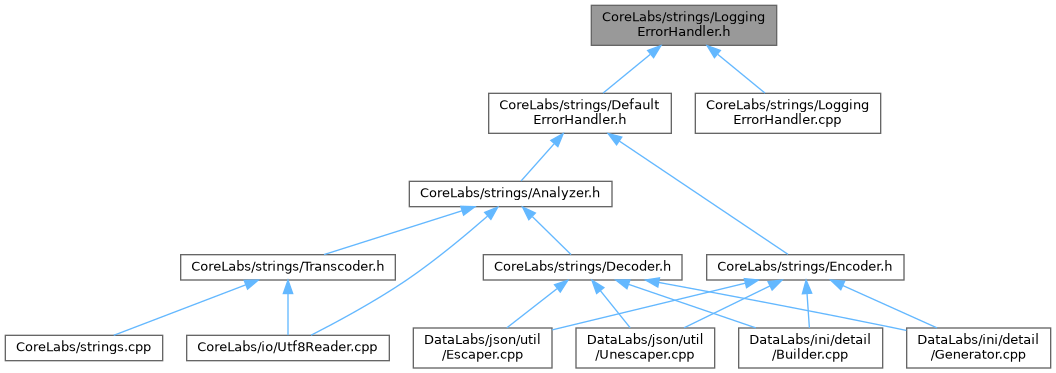 CoreLabs/strings/Logging
ErrorHandler.h
CoreLabs/strings/Default
ErrorHandler.h
CoreLabs/strings/Logging
ErrorHandler.cpp
CoreLabs/strings/Analyzer.h
CoreLabs/strings/Transcoder.h
CoreLabs/strings/Decoder.h
CoreLabs/strings/Encoder.h
CoreLabs/strings.cpp
CoreLabs/io/Utf8Reader.cpp
DataLabs/json/util
/Escaper.cpp
DataLabs/json/util
/Unescaper.cpp
DataLabs/ini/detail
/Builder.cpp
DataLabs/ini/detail
/Generator.cpp